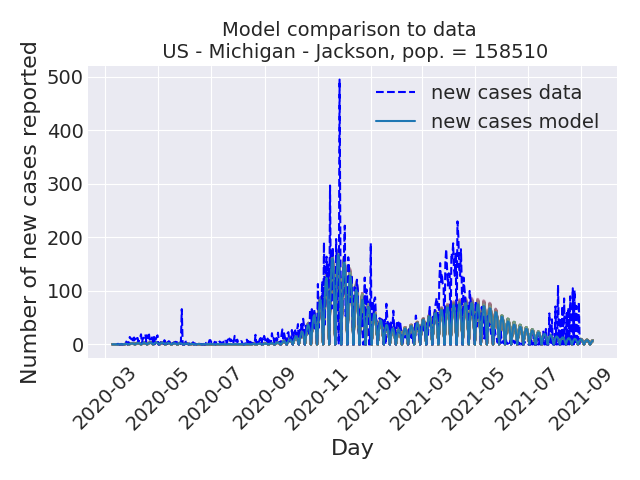 Model comparison to data
US - Michigan - Jackson, pop. = 158510
Number of new cases reported
500
400
300
200
100
0
new cases data
new cases model
2020-03
2020-05
2020-07
2020-09
2020-11
2021-01
2021-03
2021-05
2021-07
2021-09
Day